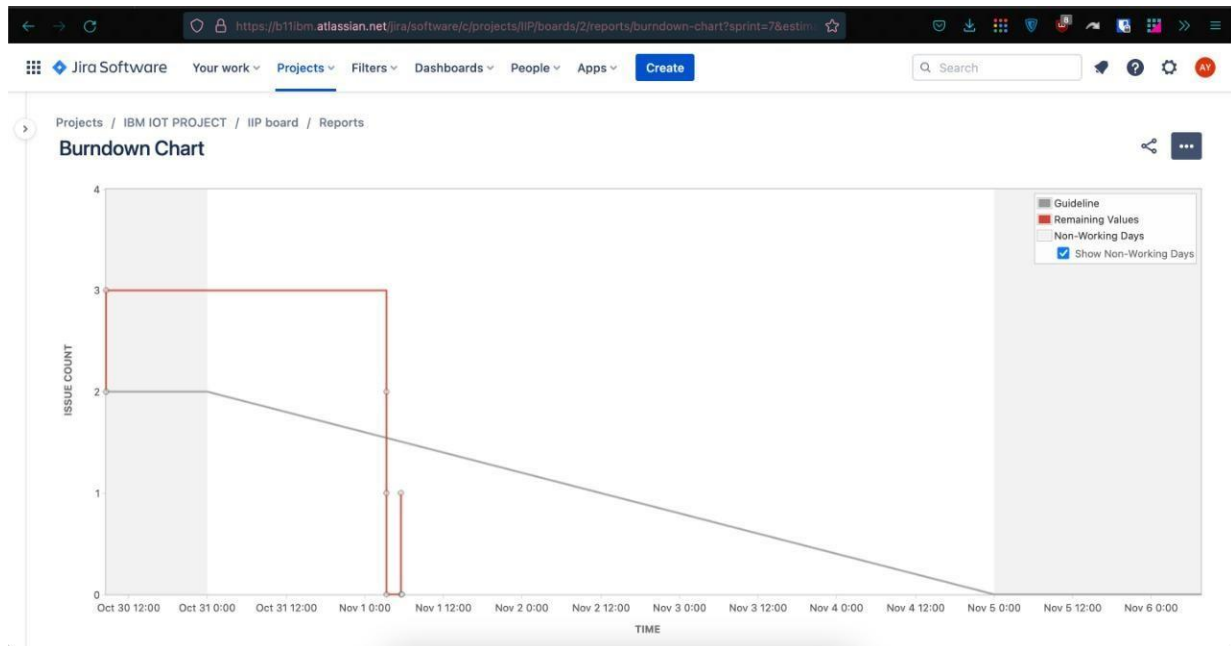 https://b11ibm.atlassian.net/jira/software/c/projects/IIP/boards/2/reports/burndown-chart?sprint=7&estim
8
Jira Software Your work Projects Filters Dashboards People Apps Create Search AY
Projects / IBM IOT PROJECT / IIP board / Reports
Burndown Chart
4
Guideline
Remaining Values
Non-Working Days
Show Non-Working Days
3
ISSUE COUNT
2
1
0
Oct 30 12:00 Oct 31 0:00 Oct 31 12:00 Nov 1 0:00 Nov 1 12:00 Nov 2 0:00 Nov 2 12:00 Nov 3 0:00 Nov 3 12:00 Nov 4 0:00 Nov 4 12:00 Nov 5 0:00 Nov 5 12:00 Nov 6 0:00
TIME